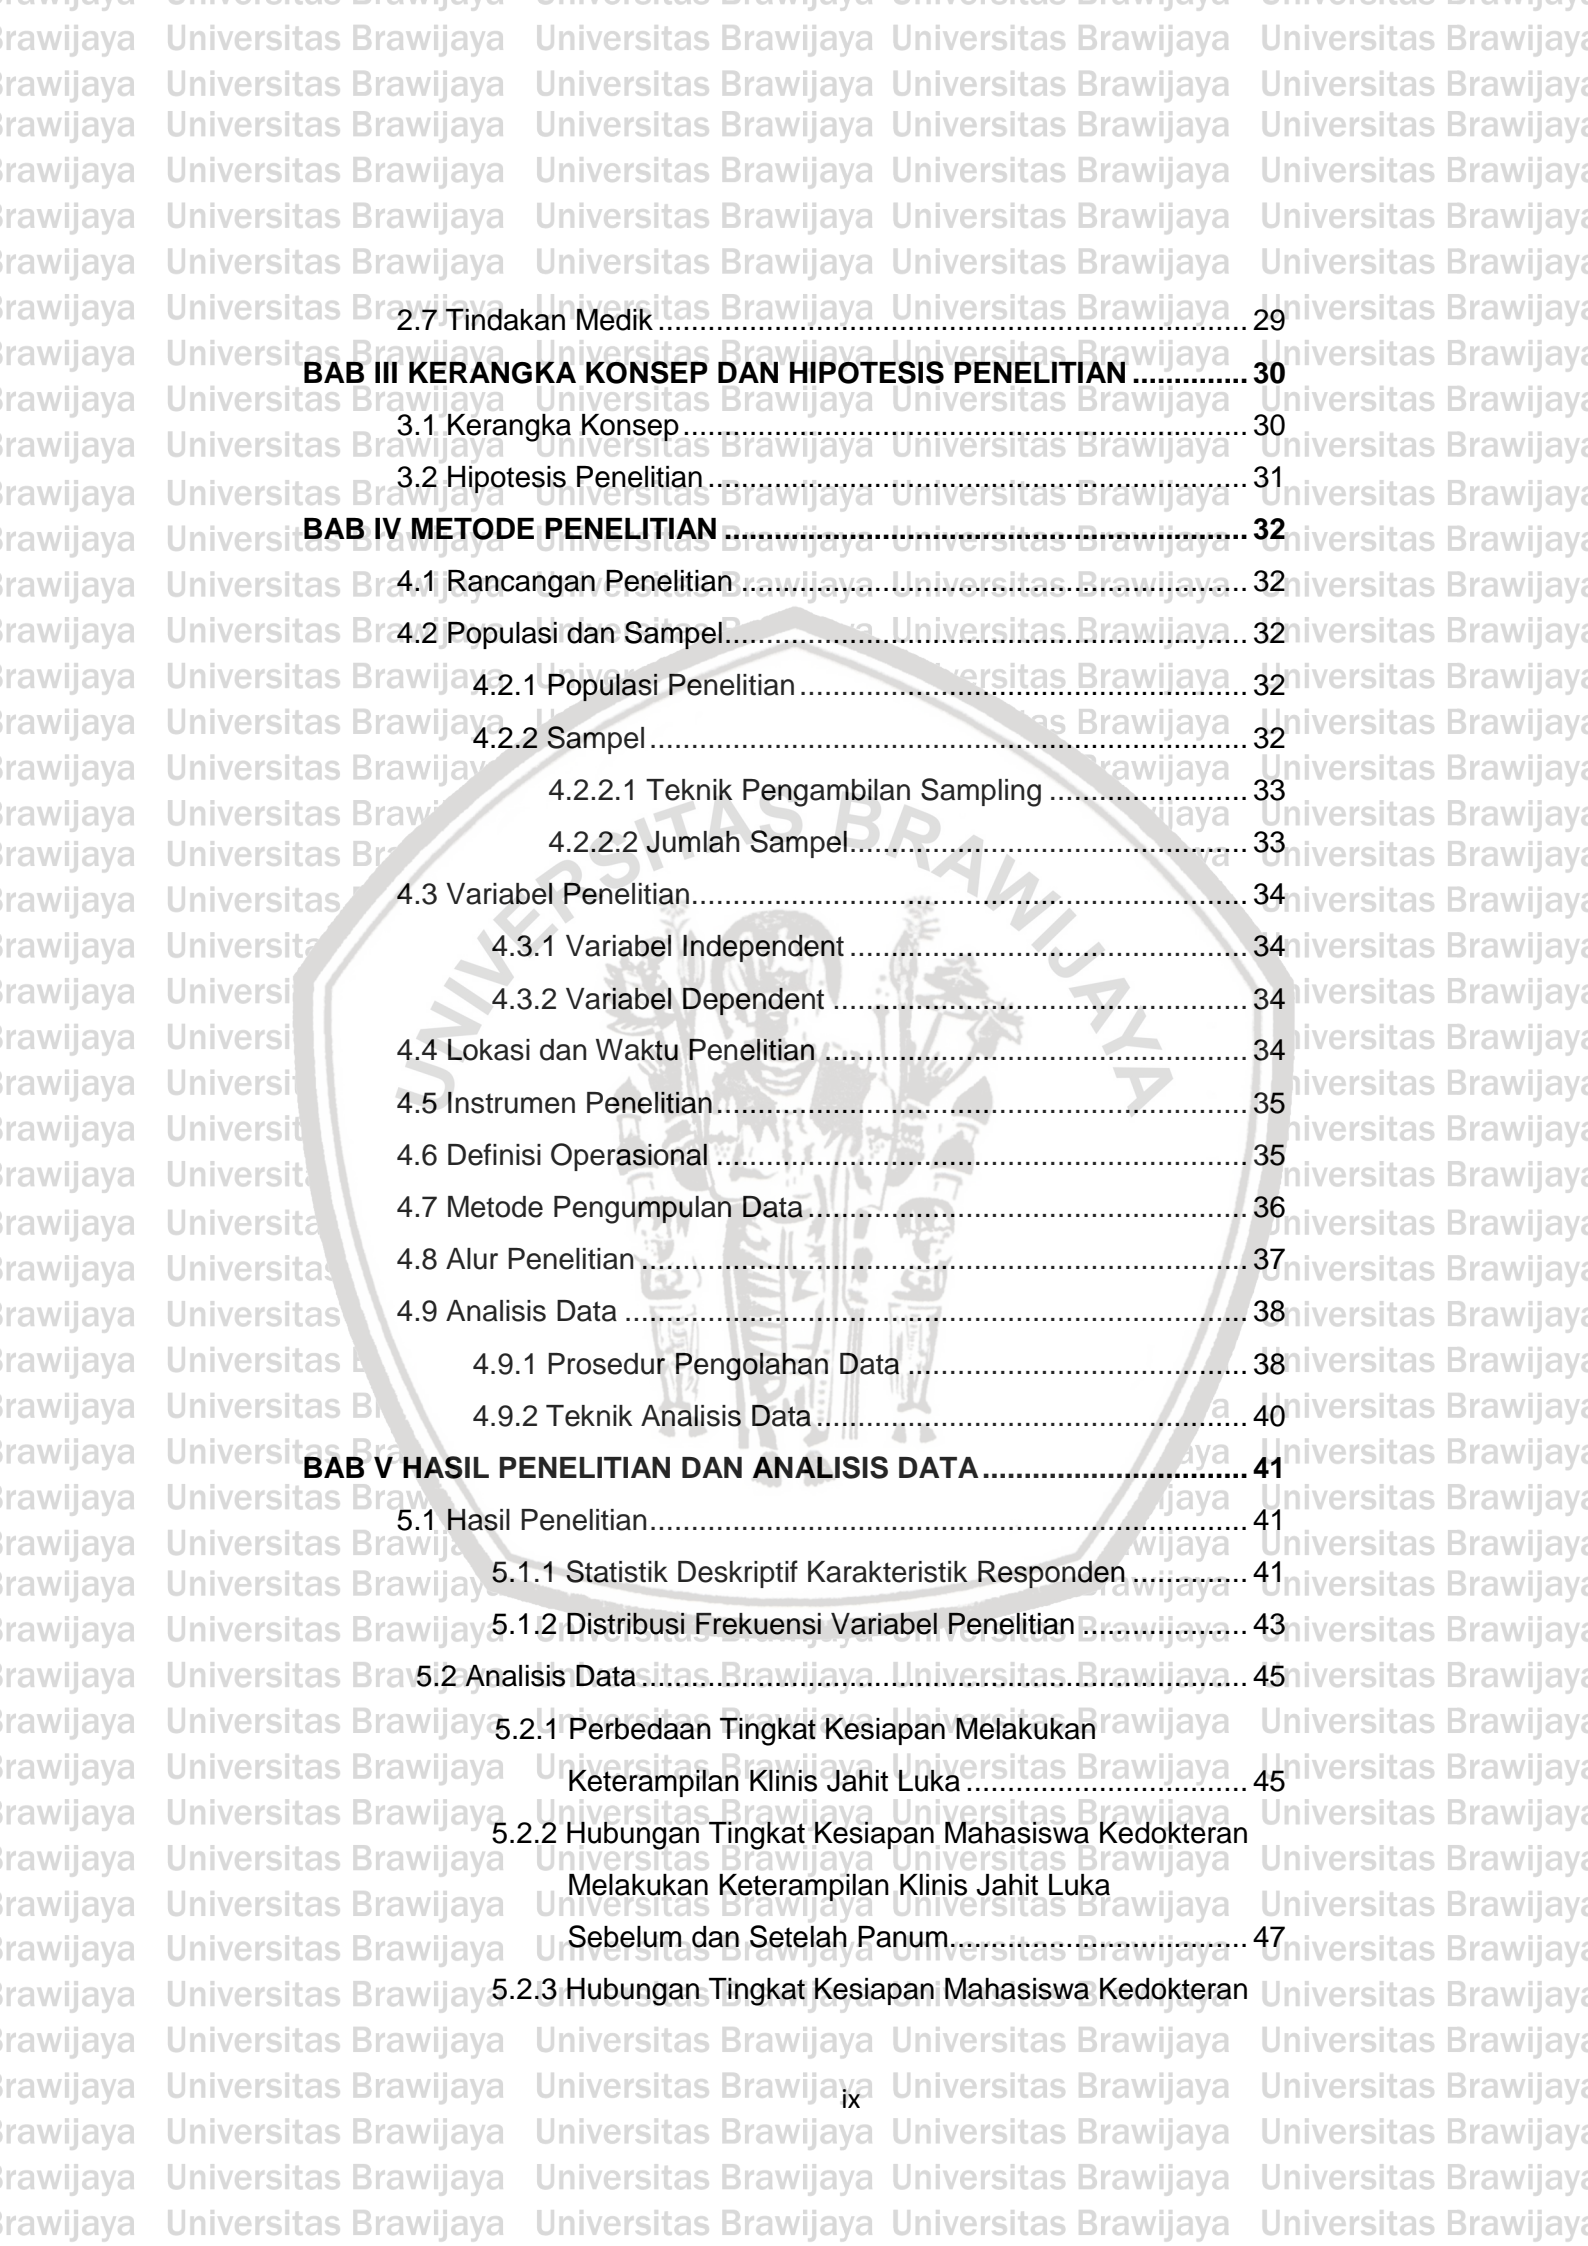 2.7 Tindakan Medik ........................................................................ 29
BAB III KERANGKA KONSEP DAN HIPOTESIS PENELITIAN .............. 30
3.1 Kerangka Konsep ..................................................................... 30
3.2 Hipotesis Penelitian .................................................................. 31
BAB IV METODE PENELITIAN ................................................................ 32
4.1 Rancangan Penelitian .............................................................. 32
4.2 Populasi dan Sampel................................................................ 32
4.2.1 Populasi Penelitian ...................................................... 32
4.2.2 Sampel ........................................................................ 32
4.2.2.1 Teknik Pengambilan Sampling ........................ 33
4.2.2.2 Jumlah Sampel................................................ 33
4.3 Variabel Penelitian.................................................................... 34
4.3.1 Variabel Independent ................................................ 34
4.3.2 Variabel Dependent .................................................. 34
4.4 Lokasi dan Waktu Penelitian .................................................... 34
4.5 Instrumen Penelitian................................................................. 35
4.6 Definisi Operasional ................................................................. 35
4.7 Metode Pengumpulan Data ...................................................... 36
4.8 Alur Penelitian .......................................................................... 37
4.9 Analisis Data ............................................................................ 38
4.9.1 Prosedur Pengolahan Data ......................................... 38
4.9.2 Teknik Analisis Data .................................................... 40
BAB V HASIL PENELITIAN DAN ANALISIS DATA ................................ 41
5.1 Hasil Penelitian......................................................................... 41
5.1.1 Statistik Deskriptif Karakteristik Responden .............. 41
5.1.2 Distribusi Frekuensi Variabel Penelitian .................... 43
5.2 Analisis Data.......................................................................... 45
5.2.1 Perbedaan Tingkat Kesiapan Melakukan
Keterampilan Klinis Jahit Luka .................................. 45
5.2.2 Hubungan Tingkat Kesiapan Mahasiswa Kedokteran
Melakukan Keterampilan Klinis Jahit Luka
Sebelum dan Setelah Panum.................................... 47
5.2.3 Hubungan Tingkat Kesiapan Mahasiswa Kedokteran
ix
UNIVERSITAS BRAWIJAYA
Universitas Brawijaya